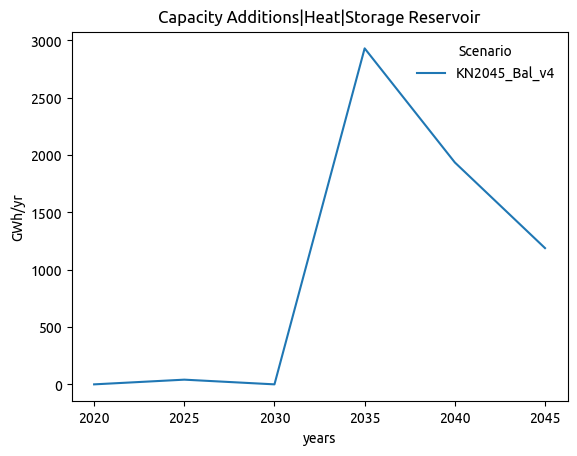 Capacity Additions|Heat|Storage Reservoir
Scenario
KN2045_Bal_v4
3000
2500
2000
1500
1000
500
0
GWh/yr
2020 2025 2030 2035 2040 2045
years